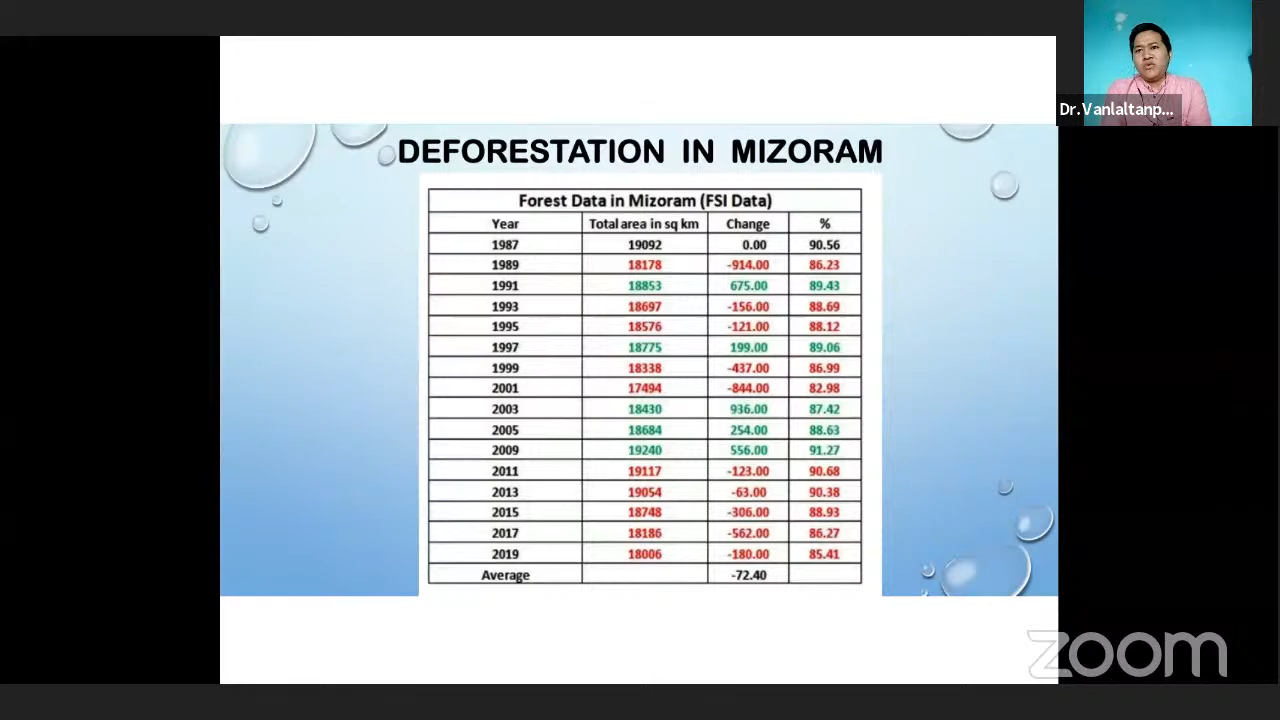 Dr.Vanlaltanp...
DEFORESTATION IN MIZORAM
Forest Data in Mizoram (FSI Data)
Year Total area in sq km Change %
1987 19092 0.00 90.56
1989 18178 -914.00 86.23
1991 18853 675.00 89.43
1993 18697 -156.00 88.69
1995 18576 -121.00 88.12
1997 18775 199.00 89.06
1999 18338 -437.00 86.99
2001 17494 -844.00 82.98
2003 18430 936.00 87.42
2005 18684 254.00 88.63
2009 19240 556.00 91.27
2011 19117 -123.00 90.68
2013 19054 -63.00 90.38
2015 18748 -306.00 88.93
2017 18186 -562.00 86.27
2019 18006 -180.00 85.41
Average -72.40
zoom